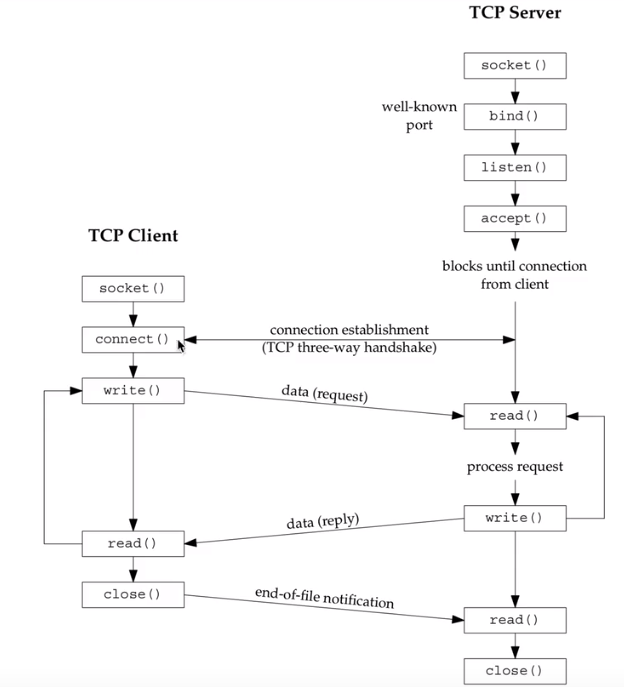 TCP Server
socket()
well-known
port
bind()
listen()
accept()
blocks until connection
from client
TCP Client
socket()
connect()
connection establishment
(TCP three-way handshake)
write()
data (request)
read()
process request
write()
data (reply)
read()
close()
end-of-file notification
read()
close()